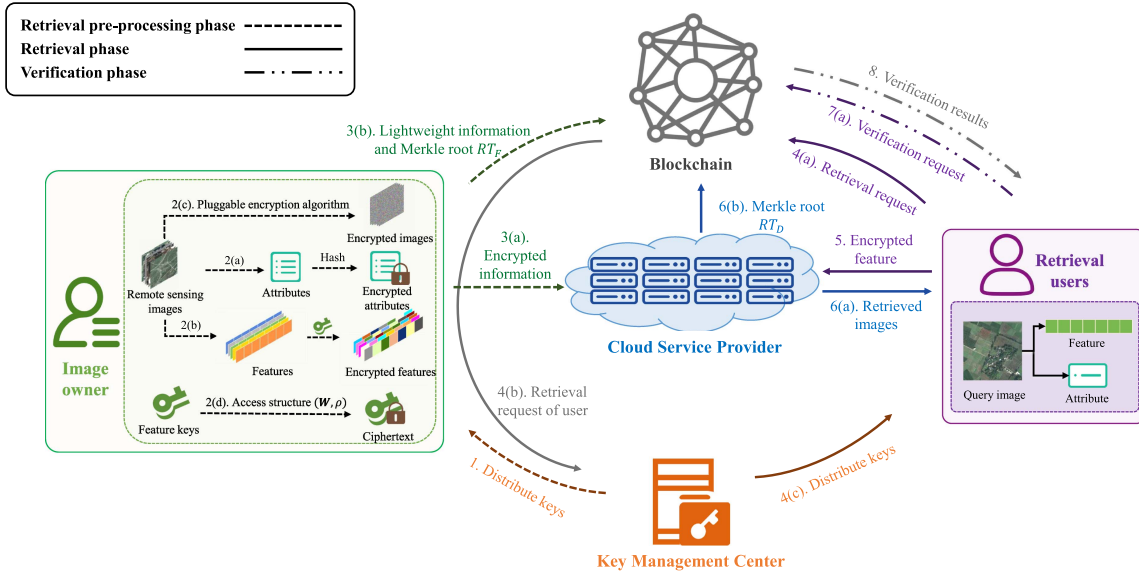 Retrieval pre-processing phase
Retrieval phase
Verification phase
Blockchain
8. Verification results
7(a). Verification request
4(a). Retrieval request
3(b). Lightweight information
and Merkle root RT_F
2(c). Pluggable encryption algorithm
Encrypted images
Remote sensing
images
2(a)
Attributes
Hash
Encrypted
attributes
2(b)
Features
Encrypted features
Feature keys
2(d). Access structure (W, ρ)
Ciphertext
Image
owner
3(a).
Encrypted
information
6(b). Merkle root
RT_D
Cloud Service Provider
5. Encrypted
feature
6(a). Retrieved
images
Retrieval
users
Query image
Feature
Attribute
4(b). Retrieval
request of user
1. Distribute keys
4(c). Distribute keys
Key Management Center